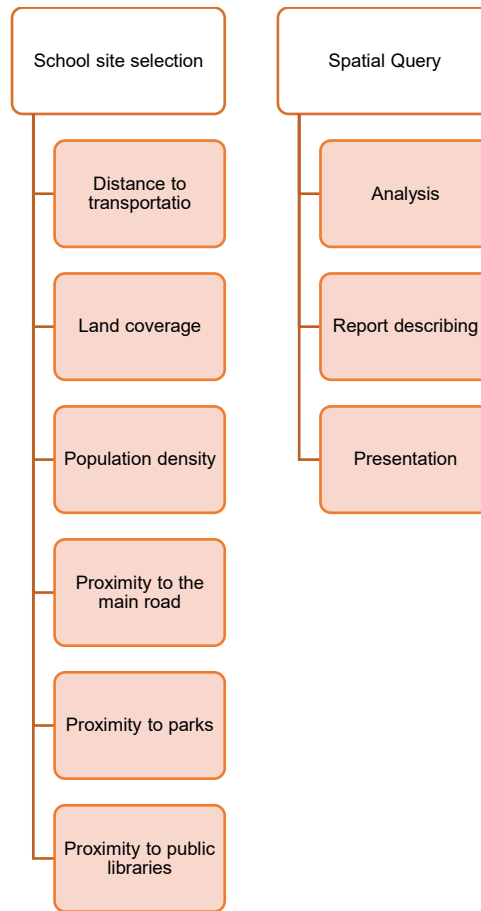 School site selection
Distance to
transportatio
Land coverage
Population density
Proximity to the
main road
Proximity to parks
Proximity to public
libraries
Spatial Query
Analysis
Report describing
Presentation